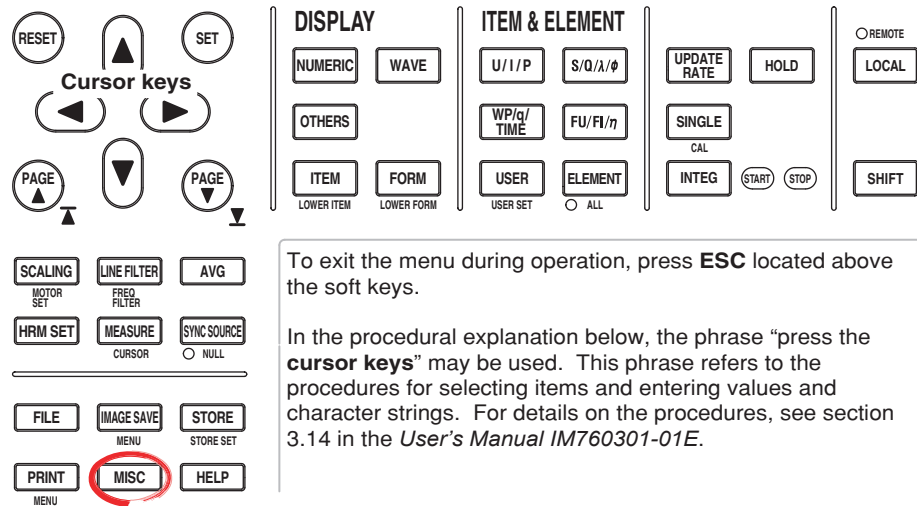 RESET
SET
Cursor keys
PAGE
PAGE
DISPLAY
NUMERIC
WAVE
OTHERS
ITEM
FORM
LOWER ITEM
LOWER FORM
ITEM & ELEMENT
U / I / P
S/Q/λ/ϕ
WP/q/
TIME
FU/FI/η
USER
ELEMENT
USER SET
ALL
UPDATE
RATE
HOLD
SINGLE
CAL
INTEG
START
STOP
REMOTE
LOCAL
SHIFT
SCALING
LINE FILTER
AVG
MOTOR
SET
FREQ
FILTER
HRM SET
MEASURE
SYNC SOURCE
CURSOR
NULL
FILE
IMAGE SAVE
STORE
MENU
STORE SET
PRINT
MISC
HELP
MENU
To exit the menu during operation, press ESC located above
the soft keys.
In the procedural explanation below, the phrase “press the
cursor keys” may be used. This phrase refers to the
procedures for selecting items and entering values and
character strings. For details on the procedures, see section
3.14 in the User’s Manual IM760301-01E.